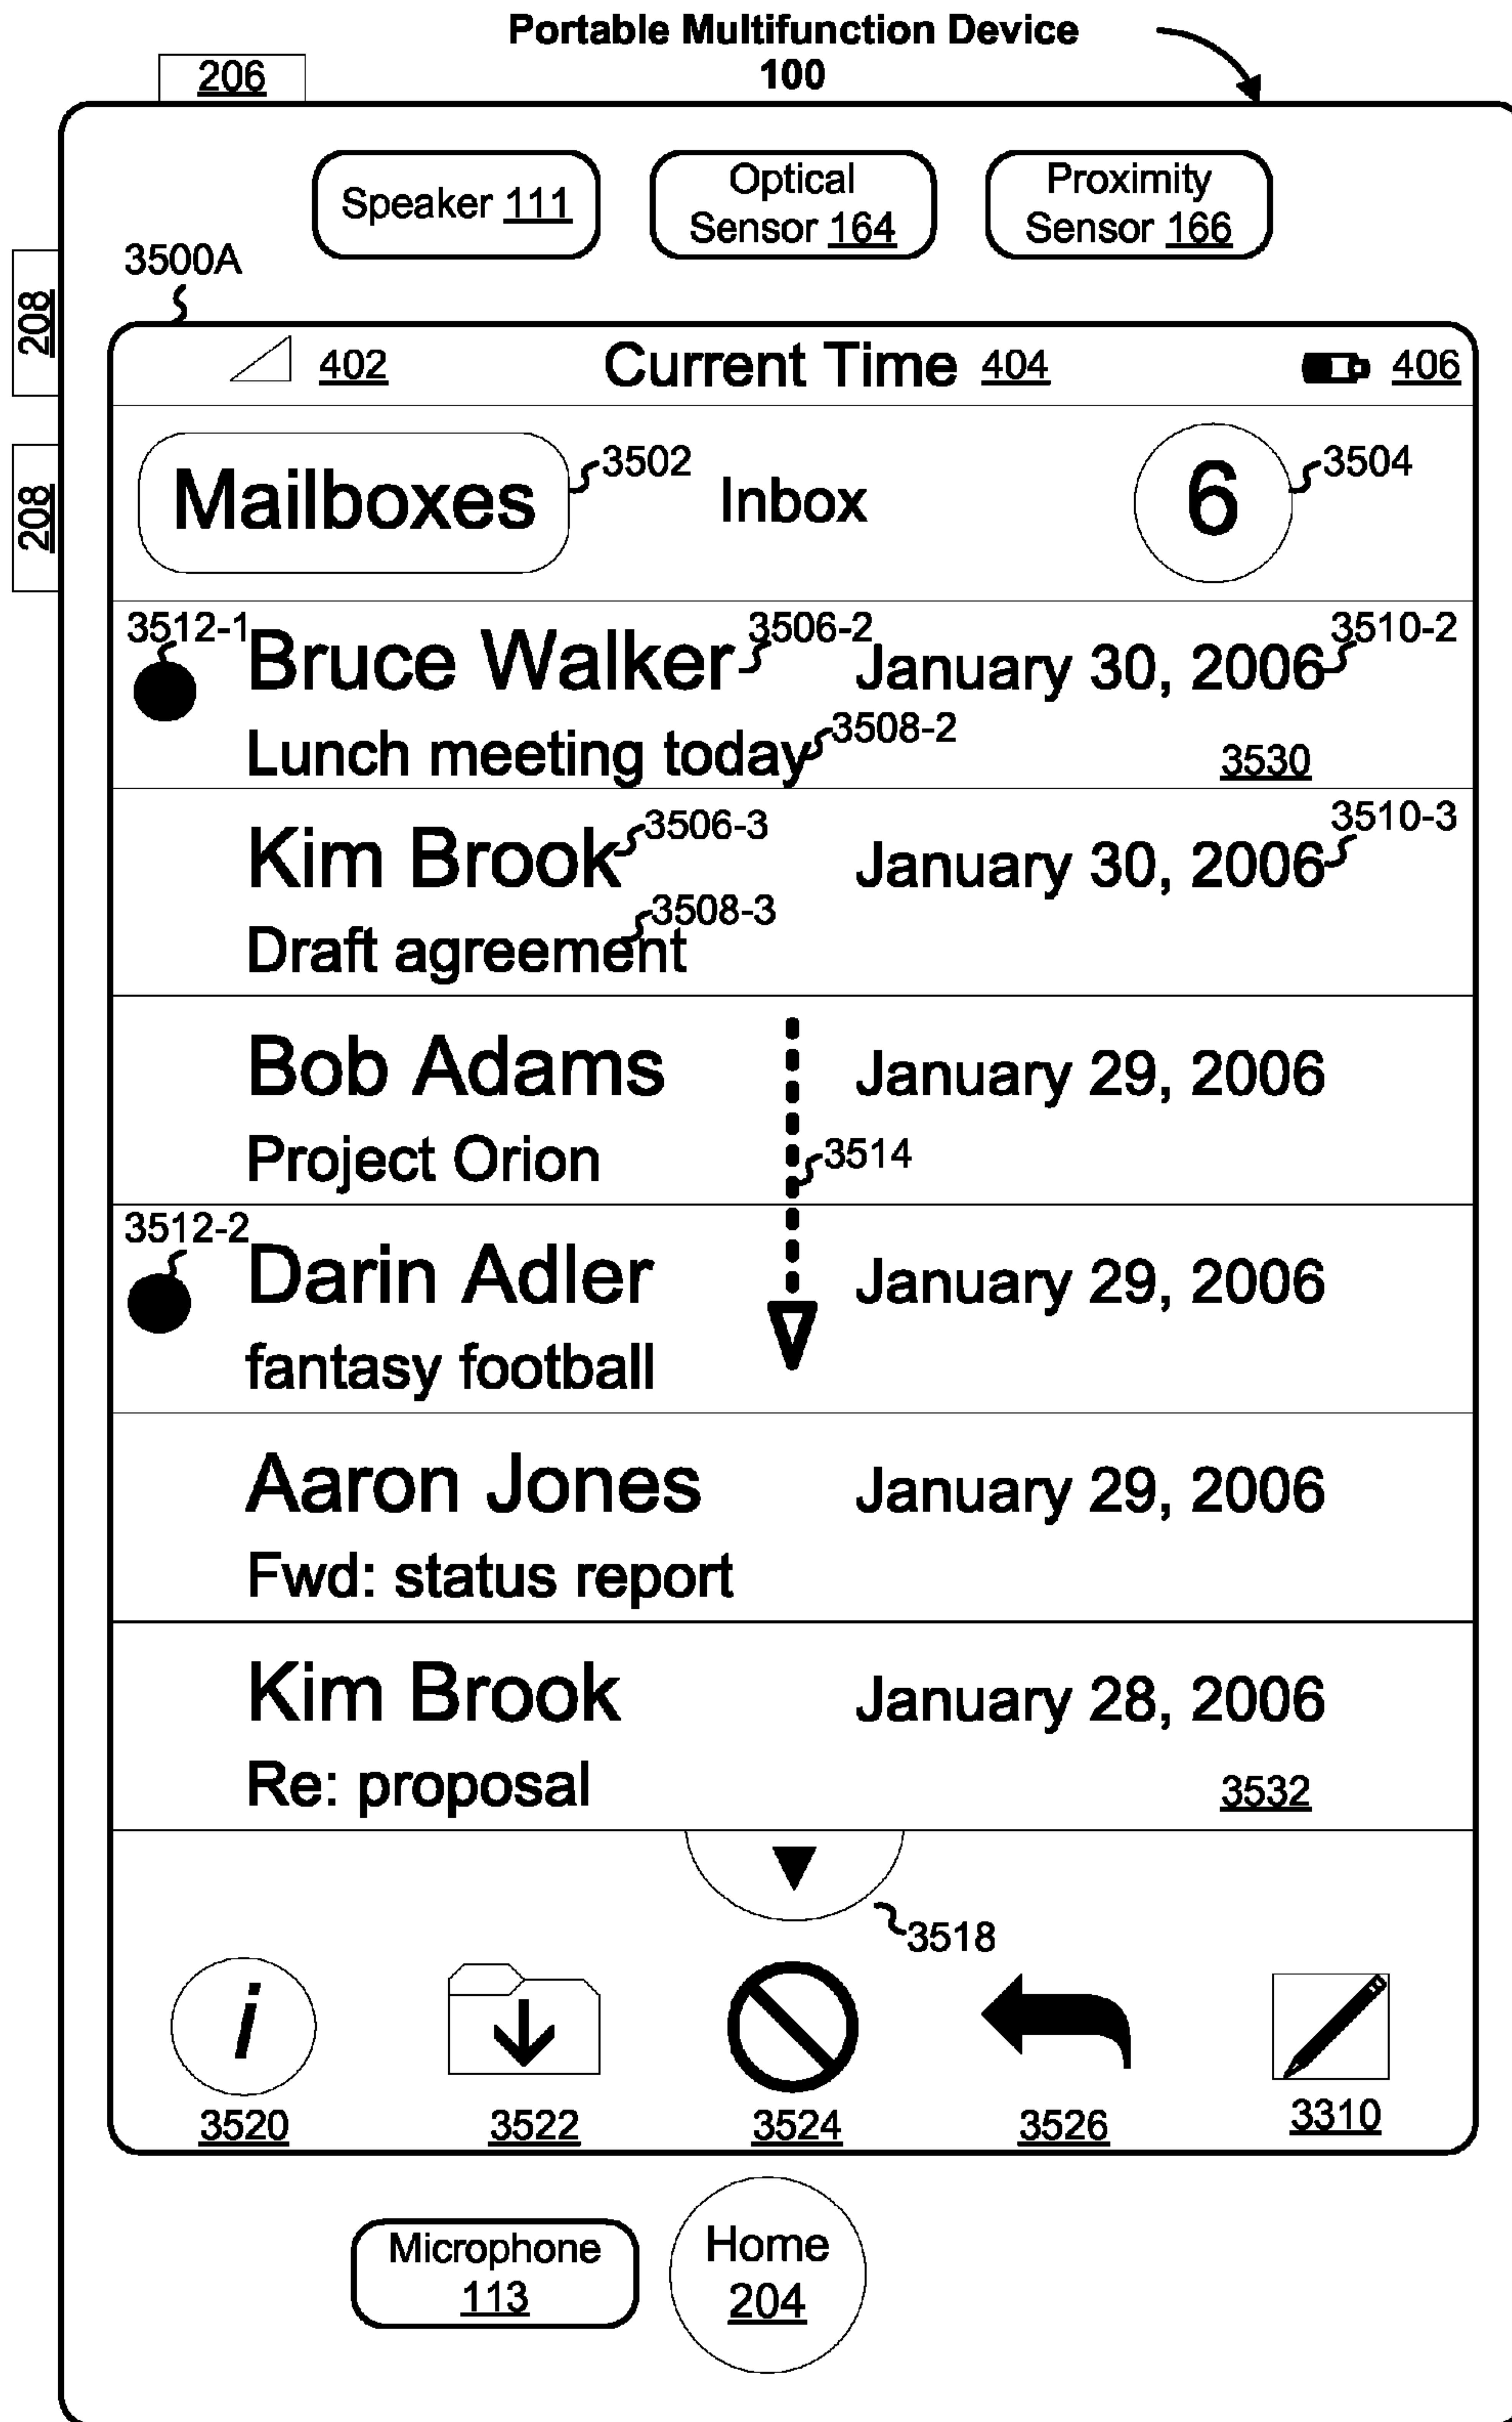 Portable Multifunction Device
100
206
Speaker 111
Optical
Sensor 164
Proximity
Sensor 166
3500A
208
208
402 Current Time 404 406
Mailboxes 3502 Inbox 6 3504
3512-1 Bruce Walker 3506-2 January 30, 2006 3510-2
Lunch meeting today 3508-2 3530
Kim Brook 3506-3 January 30, 2006 3510-3
Draft agreement 3508-3
Bob Adams January 29, 2006
Project Orion 3514
3512-2 Darin Adler January 29, 2006
fantasy football
Aaron Jones January 29, 2006
Fwd: status report
Kim Brook January 28, 2006
Re: proposal 3532
3518
i
3520 3522 3524 3526 3310
Microphone
113
Home
204